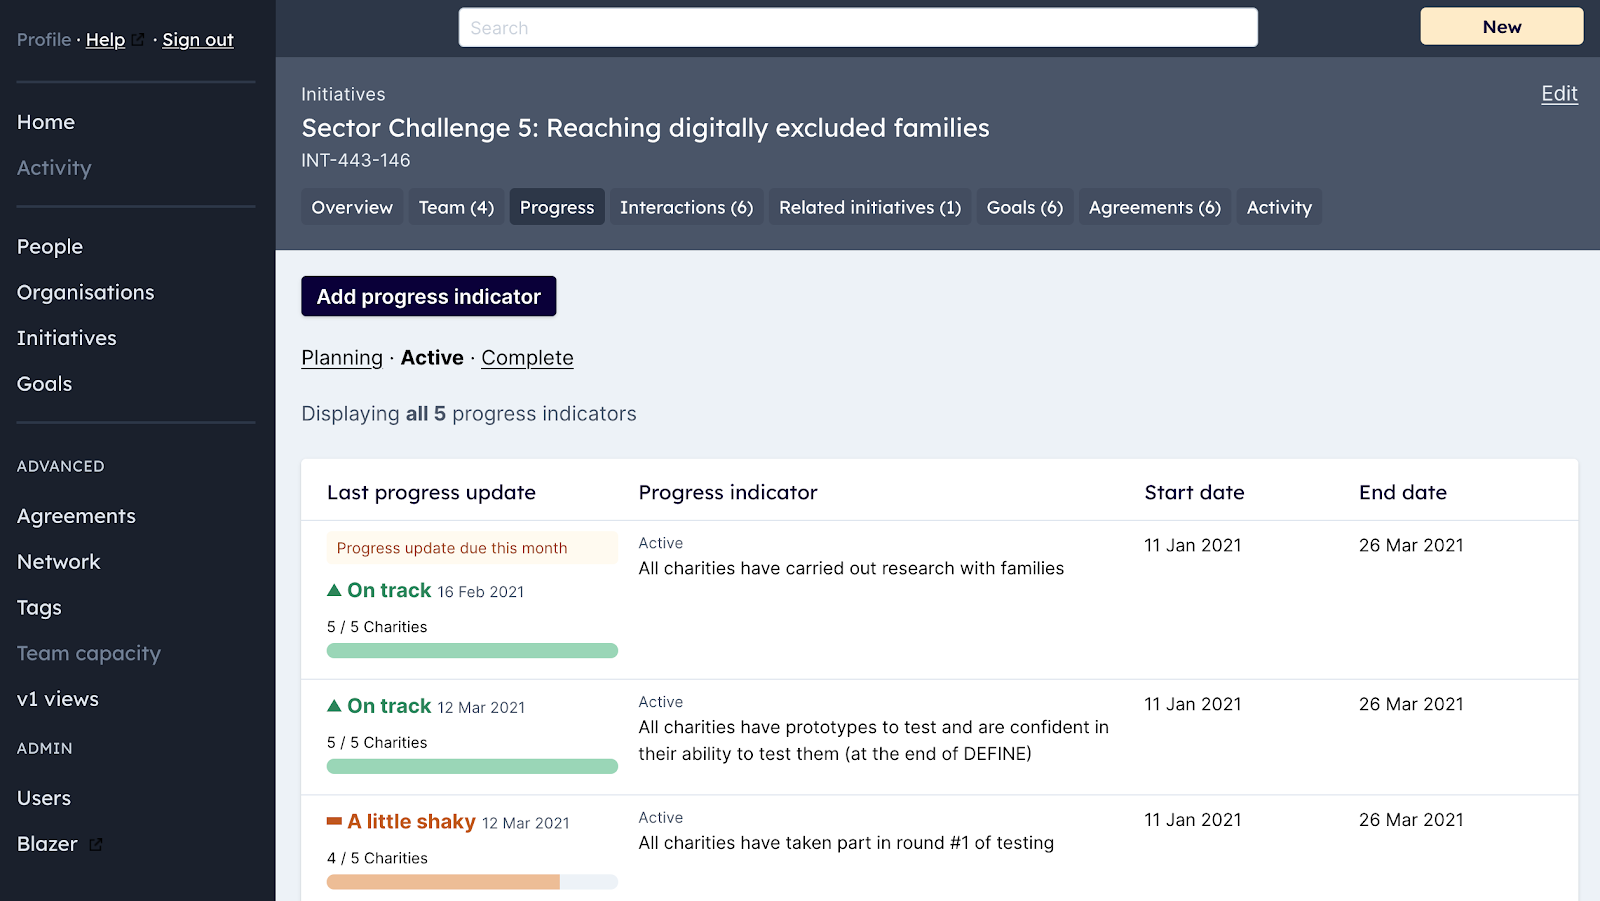 Profile · Help · Sign out
Home
Activity
People
Organisations
Initiatives
Goals
ADVANCED
Agreements
Network
Tags
Team capacity
v1 views
ADMIN
Users
Blazer
Search
New
Initiatives
Edit
Sector Challenge 5: Reaching digitally excluded families
INT-443-146
Overview
Team (4)
Progress
Interactions (6)
Related initiatives (1)
Goals (6)
Agreements (6)
Activity
Add progress indicator
Planning · Active · Complete
Displaying all 5 progress indicators
Last progress update
Progress indicator
Start date
End date
Progress update due this month
On track 16 Feb 2021
5 / 5 Charities
Active
All charities have carried out research with families
11 Jan 2021
26 Mar 2021
On track 12 Mar 2021
5 / 5 Charities
Active
All charities have prototypes to test and are confident in
their ability to test them (at the end of DEFINE)
11 Jan 2021
26 Mar 2021
A little shaky 12 Mar 2021
4 / 5 Charities
Active
All charities have taken part in round #1 of testing
11 Jan 2021
26 Mar 2021